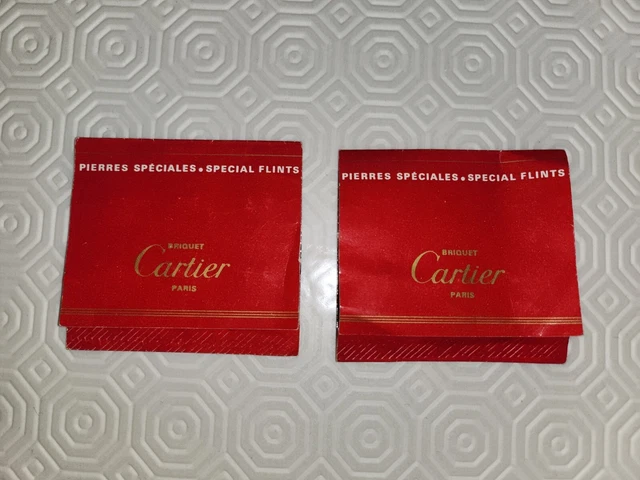 PIERRES SPÉCIALES • SPECIAL FLINTS
BRIQUET
Cartier
PARIS
PIERRES SPÉCIALES • SPECIAL FLINTS
BRIQUET
Cartier
PARIS